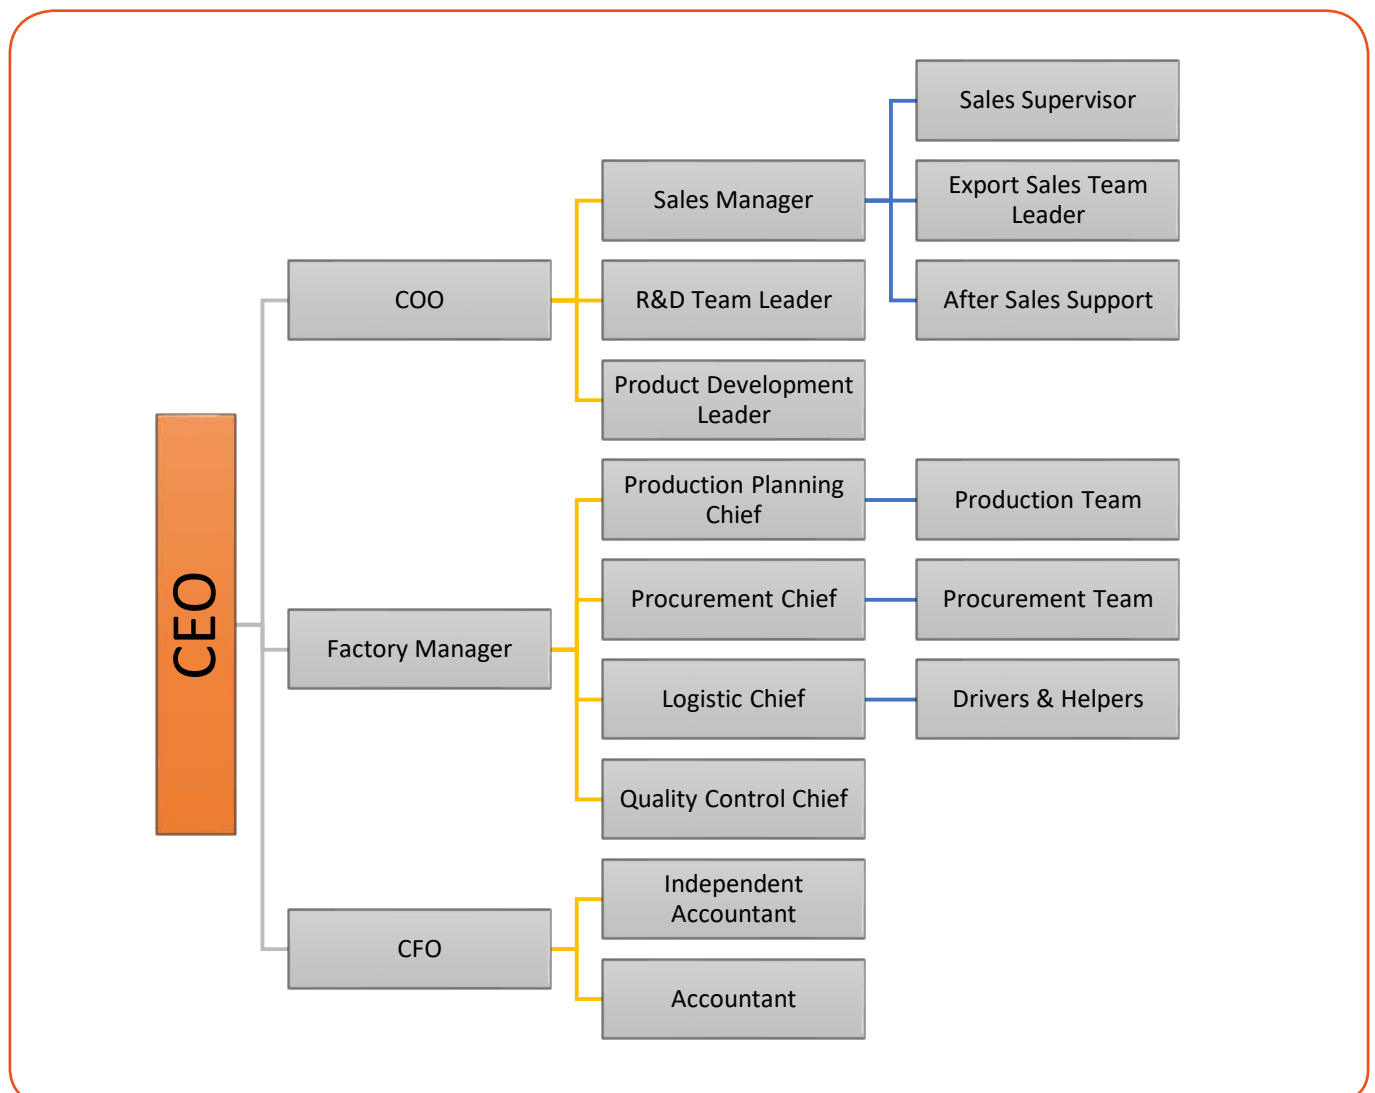 CEO
COO
Sales Manager
Sales Supervisor
Export Sales Team
Leader
After Sales Support
R&D Team Leader
Product Development
Leader
Factory Manager
Production Planning
Chief
Production Team
Procurement Chief
Procurement Team
Logistic Chief
Drivers & Helpers
Quality Control Chief
CFO
Independent
Accountant
Accountant